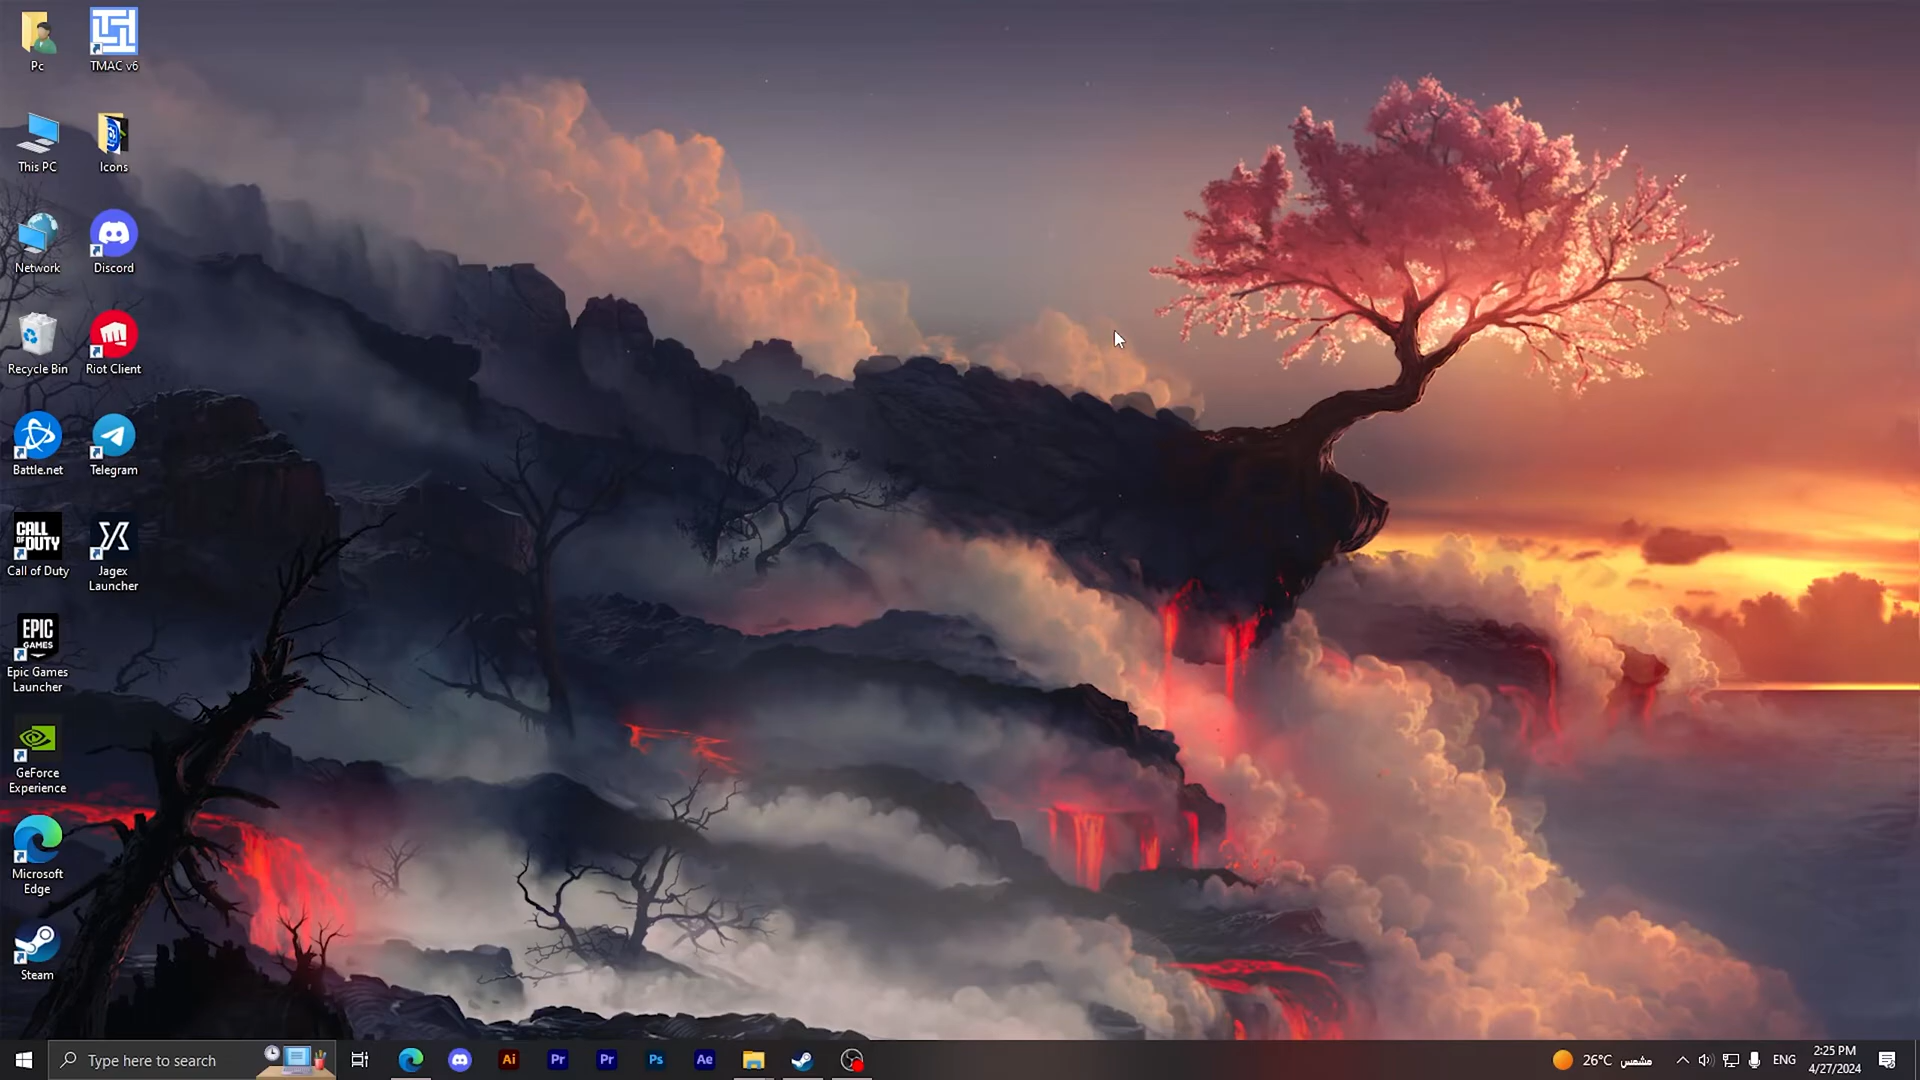 Pc
TMAC v6
This PC
Icons
Network
Discord
Recycle Bin
Riot Client
Battle.net
Telegram
CALL OF DUTY
Call of Duty
Jagex
Launcher
EPIC
GAMES
Epic Games
Launcher
GeForce
Experience
Microsoft
Edge
Steam
Type here to search
Ai
Pr
Pr
Ps
Ae
26°C مشمس
ENG
2:25 PM
4/27/2024